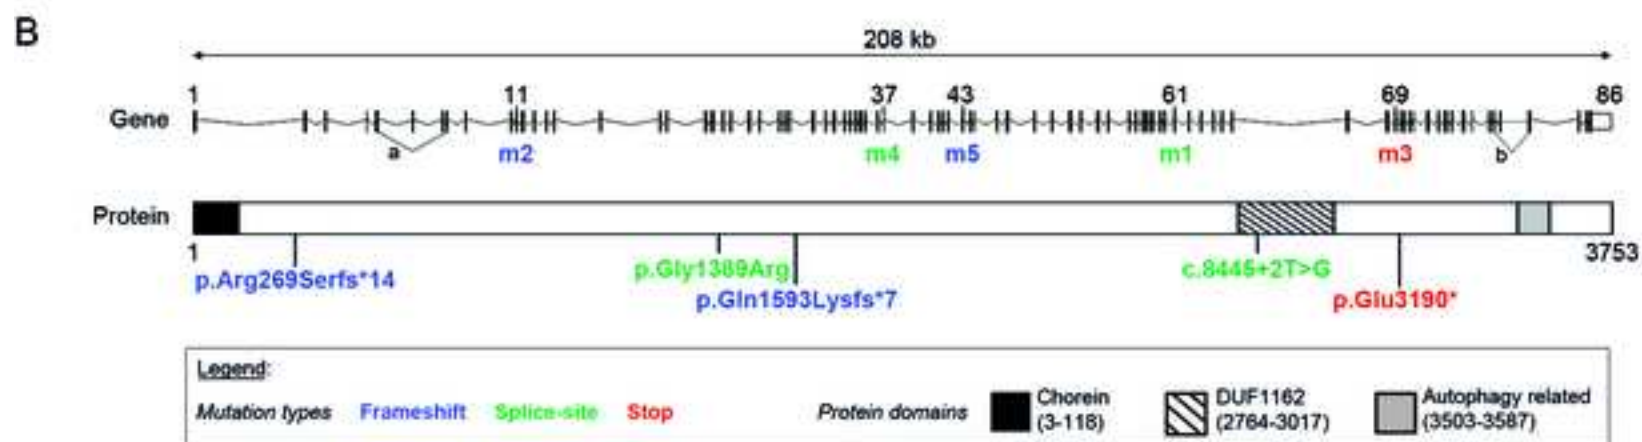 B
208 kb
1 11 37 43 61 69 86
Gene
a m2 m4 m5 m1 m3 b
Protein
1 3753
p.Arg269Serfs*14 p.Gly1389Arg c.8445+2T>G
p.Gln1593Lysfs*7 p.Glu3190*
Legend:
Mutation types Frameshift Splice-site Stop Protein domains Chorein (3-118) DUF1162 (2764-3017) Autophagy related (3503-3587)